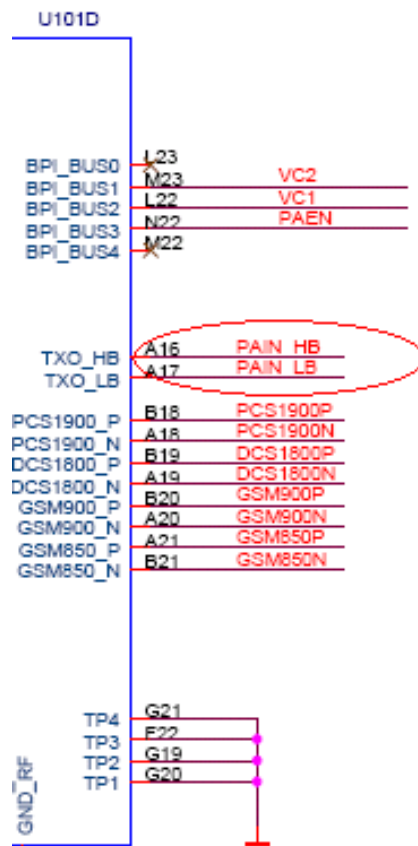 U101D
BPI_BUS0 L23
BPI_BUS1 M23 VC2
BPI_BUS2 L22 VC1
BPI_BUS3 N22 PAEN
BPI_BUS4 M22
TXO_HB A16 PAIN_HB
TXO_LB A17 PAIN_LB
PCS1900_P B18 PCS1900P
PCS1900_N A18 PCS1900N
DCS1800_P B19 DCS1800P
DCS1800_N A19 DCS1800N
GSM900_P B20 GSM900P
GSM900_N A20 GSM900N
GSM850_P A21 GSM850P
GSM850_N B21 GSM850N
TP4 G21
TP3 F22
TP2 G19
TP1 G20
GND_RF